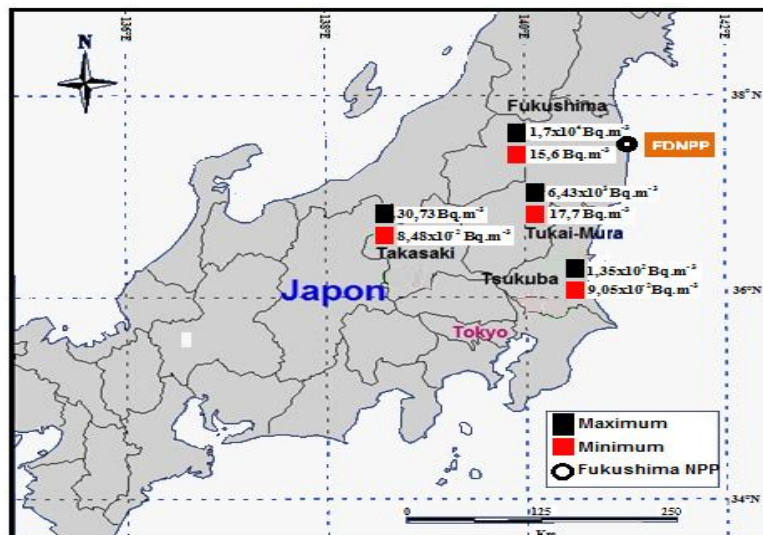 136°E 138°E 140°E 142°E
N
38°N
Fukushima
1,7x10⁴ Bq.m⁻³
FDNPP
15,6 Bq.m⁻³
6,43x10³ Bq.m⁻³
30,73 Bq.m⁻³
17,7 Bq.m⁻³
8,48x10⁻² Bq.m⁻³
Tukai-Mura
Takasaki
1,35x10² Bq.m⁻³
Tsukuba
Japon
9,05x10⁻² Bq.m⁻³
36°N
Tokyo
Maximum
Minimum
Fukushima NPP
34°N
0 125 250
Km